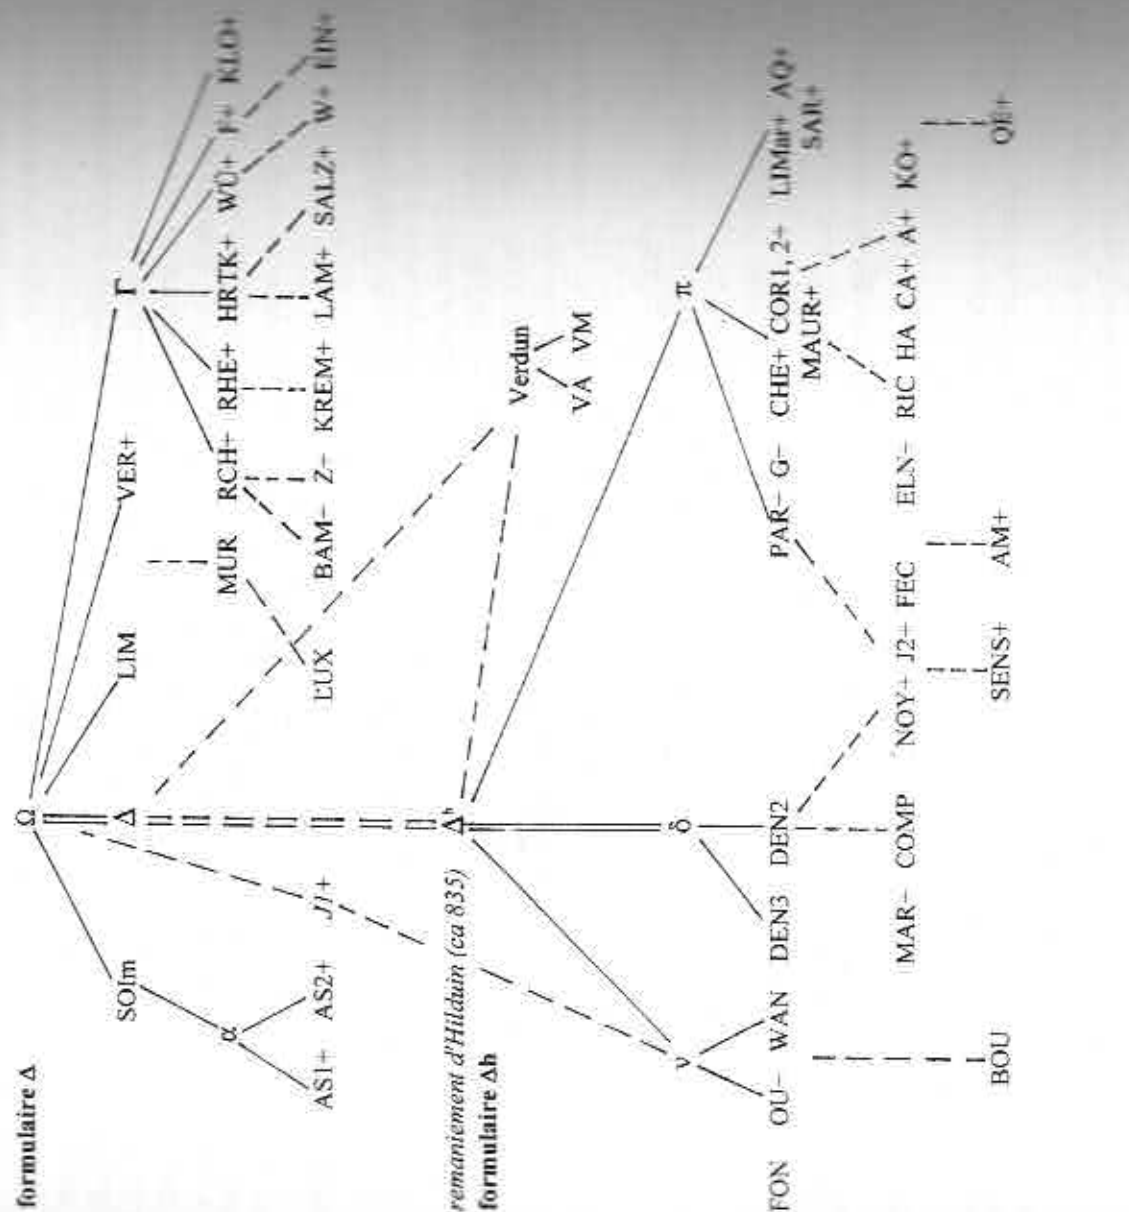 formulaire Δ
Ω
SOIm Δ LIM VER+ Γ
α MUR RCH+ RHE+ HRTK+ WÜ+ F+ KLO+
AS1+ AS2+ J1+ LUX BAM− Z+ KREM+ LAM+ SALZ+ W+ EIN+
remaniement d'Hilduin (ca 835)
formulaire Δh
Δh
Verdun
VA VM
ν δ π
FON OU− WAN DEN3 DEN2 PAR− G− CHE+ COR1, 2+ LIMar+ AQ+
MAUR+ SAR+
MAR− COMP NOY+ J2+ FEC ELN− RIC HA CA+ A+ KO+
BOU SENS+ AM+ QE+